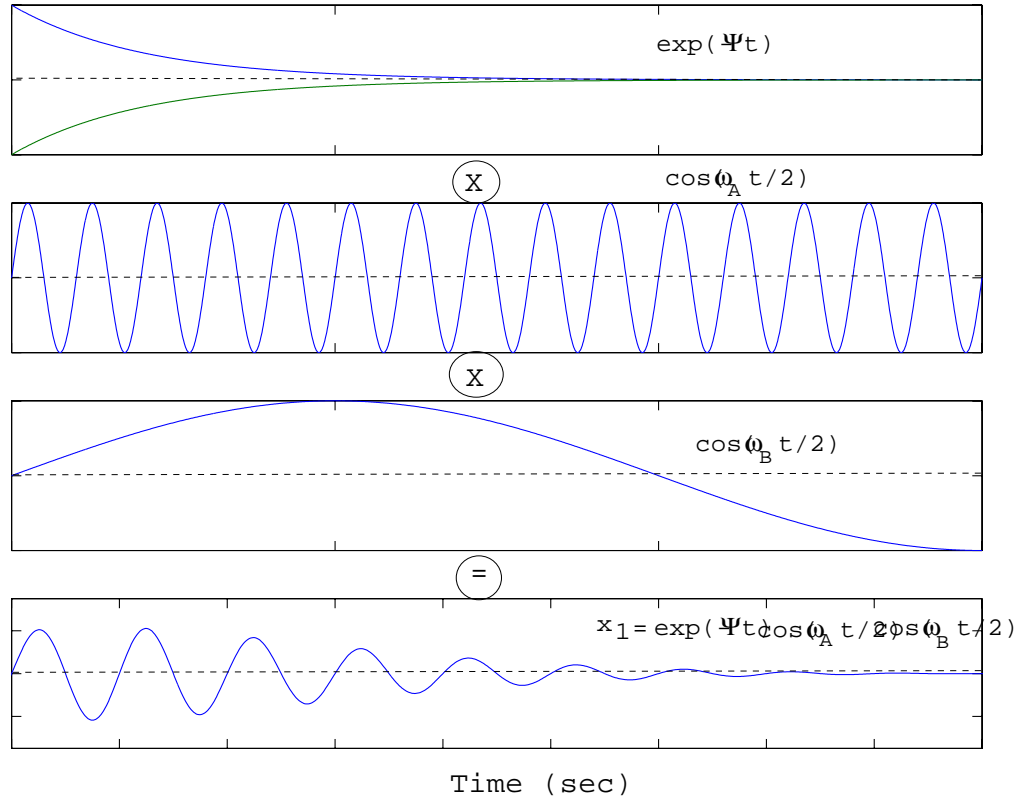 exp(Ψt)
X
cos(ω_A t/2)
X
cos(ω_B t/2)
=
x_1=exp(Ψt)cos(ω_A t/2)cos(ω_B t/2)
Time (sec)